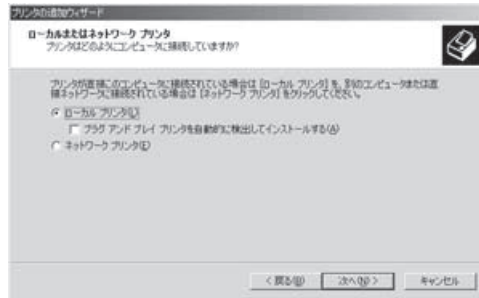 プリンタの追加ウィザード
ローカルまたはネットワーク プリンタ
プリンタはどのようにコンピュータに接続していますか?
プリンタが直接このコンピュータに接続されている場合は [ローカル プリンタ] を、別のコンピュータまたは直
接ネットワークに接続されている場合は [ネットワーク プリンタ] をクリックしてください。
ローカル プリンタ(L)
プラグ アンド プレイ プリンタを自動的に検出してインストールする(A)
ネットワーク プリンタ(E)
< 戻る(B)
次へ(N) >
キャンセル